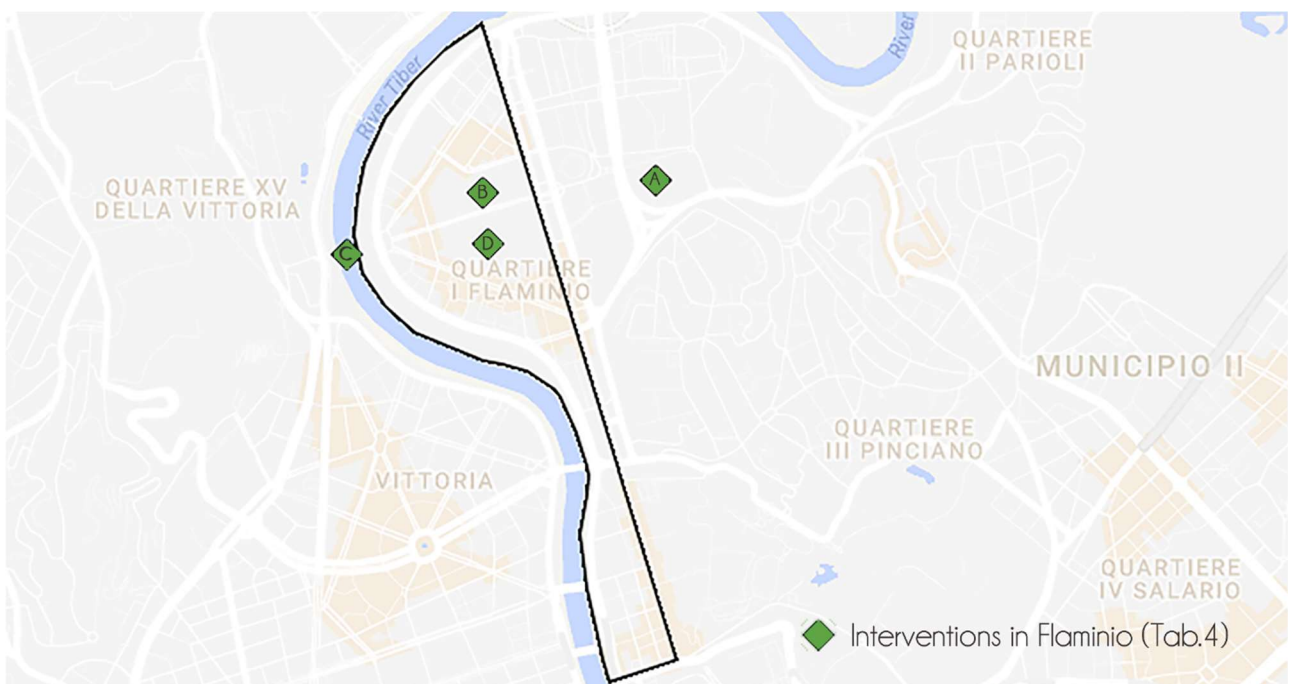 River
QUARTIERE
II PARIOLI
River Tiber
A
QUARTIERE XV
DELLA VITTORIA
B
D
C
QUARTIERE
I FLAMINIO
MUNICIPIO II
QUARTIERE
III PINCIANO
VITTORIA
QUARTIERE
IV SALARIO
Interventions in Flaminio (Tab.4)